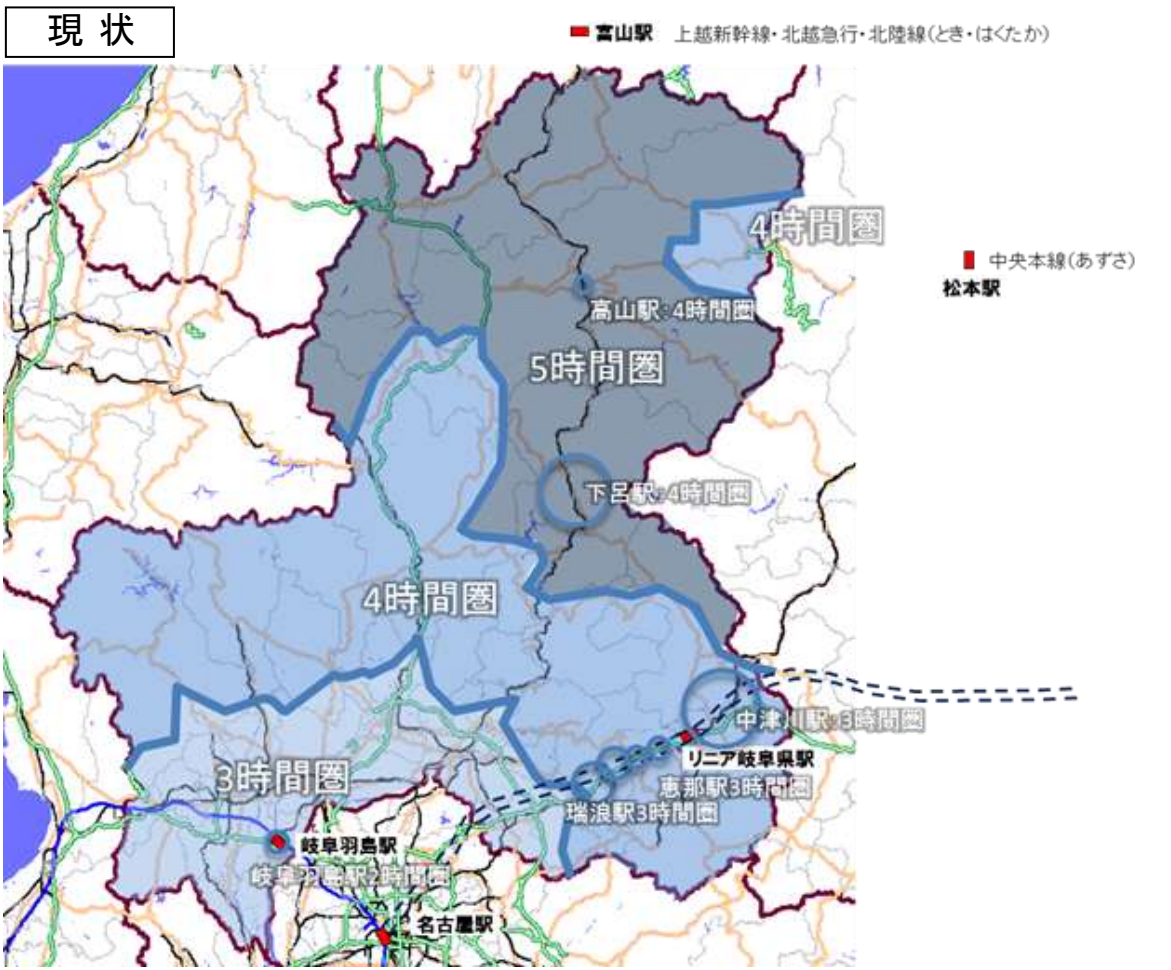 現 状
富山駅 上越新幹線・北越急行・北陸線(とき・はくたか)
4時間圏
中央本線(あずさ)
松本駅
高山駅:4時間圏
5時間圏
下呂駅:4時間圏
4時間圏
中津川駅:3時間圏
リニア岐阜県駅
3時間圏
恵那駅3時間圏
瑞浪駅3時間圏
岐阜羽島駅
岐阜羽島駅2時間圏
名古屋駅